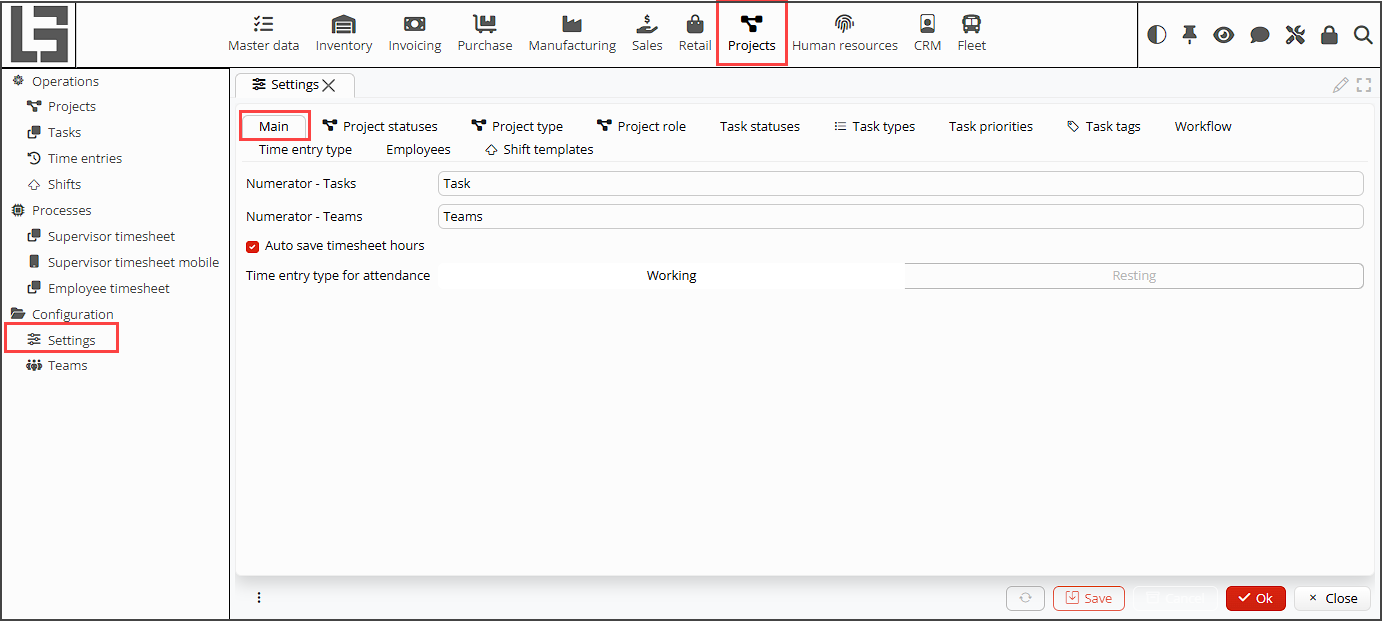 Master data Inventory Invoicing Purchase Manufacturing Sales Retail Projects Human resources CRM Fleet
Operations
Projects
Tasks
Time entries
Shifts
Processes
Supervisor timesheet
Supervisor timesheet mobile
Employee timesheet
Configuration
Settings
Teams
Settings
Main Project statuses Project type Project role Task statuses Task types Task priorities Task tags Workflow
Time entry type Employees Shift templates
Numerator - Tasks Task
Numerator - Teams Teams
Auto save timesheet hours
Time entry type for attendance Working Resting
Save Cancel Ok Close